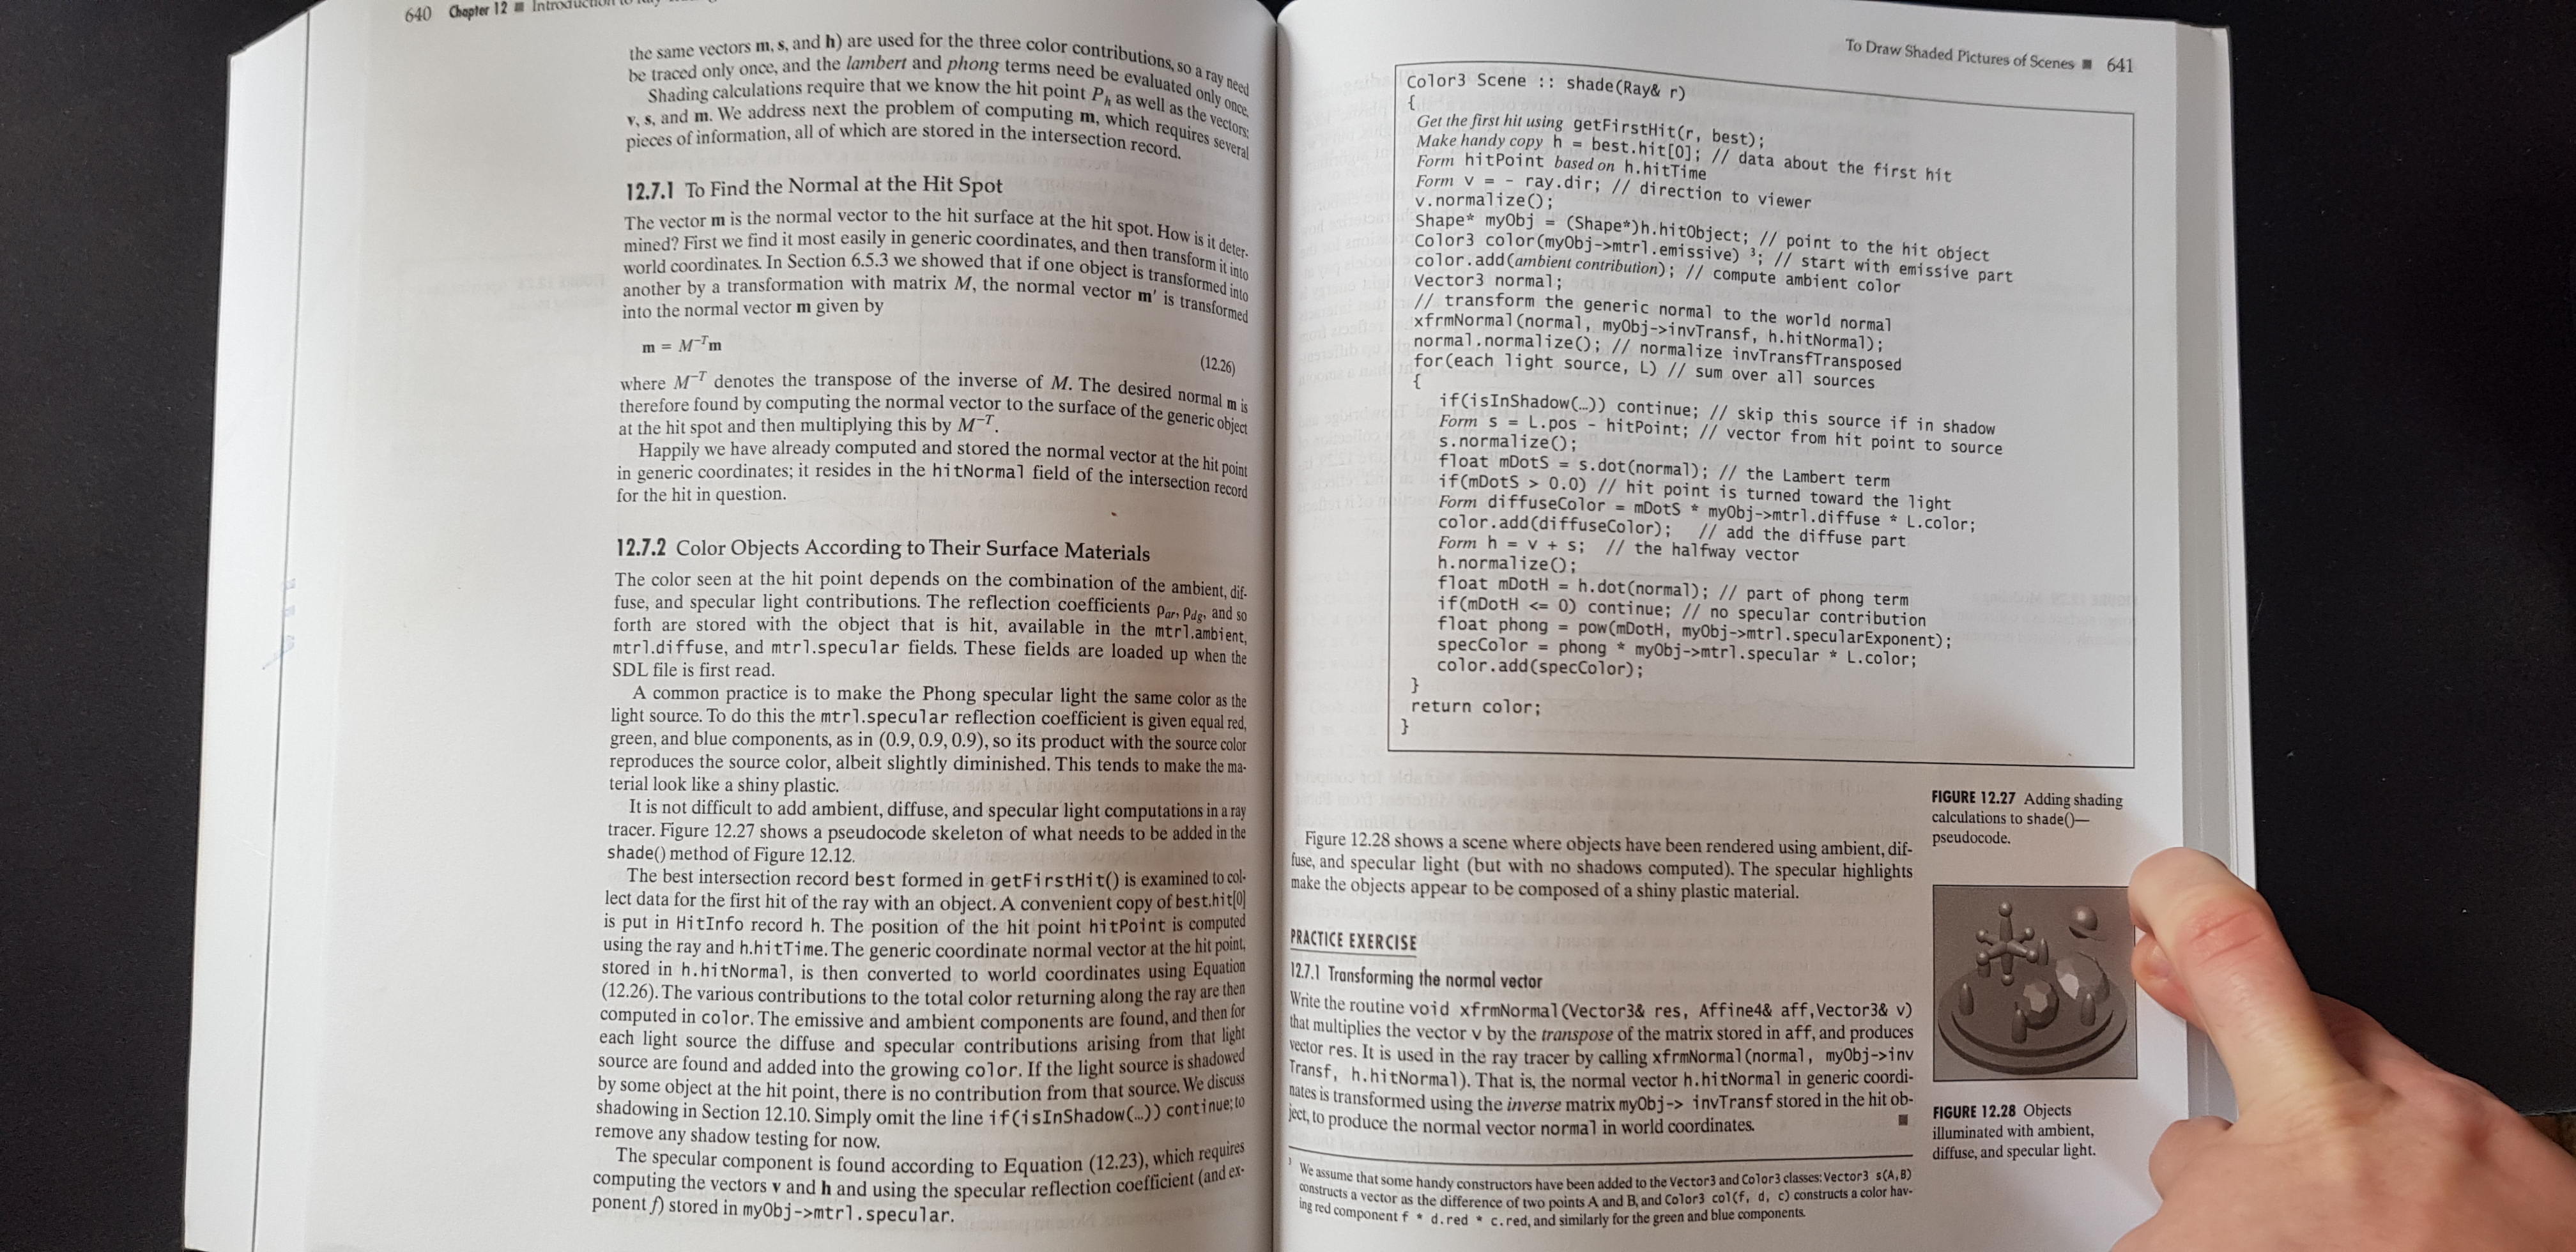 640 Chapter 12 ■ Introduction to Ray
the same vectors m, s, and h) are used for the three color contributions, so a ray need
be traced only once, and the lambert and phong terms need be evaluated only once.
Shading calculations require that we know the hit point Pₕ as well as the vectors
v, s, and m. We address next the problem of computing m, which requires several
pieces of information, all of which are stored in the intersection record.
12.7.1 To Find the Normal at the Hit Spot
The vector m is the normal vector to the hit surface at the hit spot. How is it deter-
mined? First we find it most easily in generic coordinates, and then transform it into
world coordinates. In Section 6.5.3 we showed that if one object is transformed into
another by a transformation with matrix M, the normal vector m′ is transformed
into the normal vector m given by
m = M⁻ᵀm
(12.26)
where M⁻ᵀ denotes the transpose of the inverse of M. The desired normal m is
therefore found by computing the normal vector to the surface of the generic object
at the hit spot and then multiplying this by M⁻ᵀ.
Happily we have already computed and stored the normal vector at the hit point
in generic coordinates; it resides in the hitNormal field of the intersection record
for the hit in question.
12.7.2 Color Objects According to Their Surface Materials
The color seen at the hit point depends on the combination of the ambient, dif-
fuse, and specular light contributions. The reflection coefficients ρar, ρdg, and so
forth are stored with the object that is hit, available in the mtrl.ambient,
mtrl.diffuse, and mtrl.specular fields. These fields are loaded up when the
SDL file is first read.
A common practice is to make the Phong specular light the same color as the
light source. To do this the mtrl.specular reflection coefficient is given equal red,
green, and blue components, as in (0.9, 0.9, 0.9), so its product with the source color
reproduces the source color, albeit slightly diminished. This tends to make the ma-
terial look like a shiny plastic.
It is not difficult to add ambient, diffuse, and specular light computations in a ray
tracer. Figure 12.27 shows a pseudocode skeleton of what needs to be added in the
shade() method of Figure 12.12.
The best intersection record best formed in getFirstHit() is examined to col-
lect data for the first hit of the ray with an object. A convenient copy of best.hit[0]
is put in HitInfo record h. The position of the hit point hitPoint is computed
using the ray and h.hitTime. The generic coordinate normal vector at the hit point,
stored in h.hitNormal, is then converted to world coordinates using Equation
(12.26). The various contributions to the total color returning along the ray are then
computed in color. The emissive and ambient components are found, and then for
each light source the diffuse and specular contributions arising from that light
source are found and added into the growing color. If the light source is shadowed
by some object at the hit point, there is no contribution from that source. We discuss
shadowing in Section 12.10. Simply omit the line if(isInShadow(…)) continue; to
remove any shadow testing for now.
The specular component is found according to Equation (12.23), which requires
computing the vectors v and h and using the specular reflection coefficient (and ex-
ponent f) stored in myObj->mtrl.specular.
To Draw Shaded Pictures of Scenes ■ 641
Color3 Scene :: shade(Ray& r)
{
Get the first hit using getFirstHit(r, best);
Make handy copy h = best.hit[0]; // data about the first hit
Form hitPoint based on h.hitTime
Form v = - ray.dir; // direction to viewer
v.normalize();
Shape* myObj = (Shape*)h.hitObject; // point to the hit object
Color3 color(myObj->mtrl.emissive) ³; // start with emissive part
color.add(ambient contribution); // compute ambient color
Vector3 normal;
// transform the generic normal to the world normal
xfrmNormal(normal, myObj->invTransf, h.hitNormal);
normal.normalize(); // normalize invTransfTransposed
for(each light source, L) // sum over all sources
{
if(isInShadow(…)) continue; // skip this source if in shadow
Form s = L.pos - hitPoint; // vector from hit point to source
s.normalize();
float mDotS = s.dot(normal); // the Lambert term
if(mDotS > 0.0) // hit point is turned toward the light
Form diffuseColor = mDotS * myObj->mtrl.diffuse * L.color;
color.add(diffuseColor); // add the diffuse part
Form h = v + s; // the halfway vector
h.normalize();
float mDotH = h.dot(normal); // part of phong term
if(mDotH <= 0) continue; // no specular contribution
float phong = pow(mDotH, myObj->mtrl.specularExponent);
specColor = phong * myObj->mtrl.specular * L.color;
color.add(specColor);
}
return color;
}
FIGURE 12.27 Adding shading
calculations to shade()—
pseudocode.
Figure 12.28 shows a scene where objects have been rendered using ambient, dif-
fuse, and specular light (but with no shadows computed). The specular highlights
make the objects appear to be composed of a shiny plastic material.
PRACTICE EXERCISE
12.7.1 Transforming the normal vector
Write the routine void xfrmNormal(Vector3& res, Affine4& aff,Vector3& v)
that multiplies the vector v by the transpose of the matrix stored in aff, and produces
vector res. It is used in the ray tracer by calling xfrmNormal(normal, myObj->inv
Transf, h.hitNormal). That is, the normal vector h.hitNormal in generic coordi-
nates is transformed using the inverse matrix myObj-> invTransf stored in the hit ob-
ject, to produce the normal vector normal in world coordinates. ■
FIGURE 12.28 Objects
illuminated with ambient,
diffuse, and specular light.
³ We assume that some handy constructors have been added to the Vector3 and Color3 classes: Vector3 s(A,B)
constructs a vector as the difference of two points A and B, and Color3 col(f, d, c) constructs a color hav-
ing red component f * d.red * c.red, and similarly for the green and blue components.